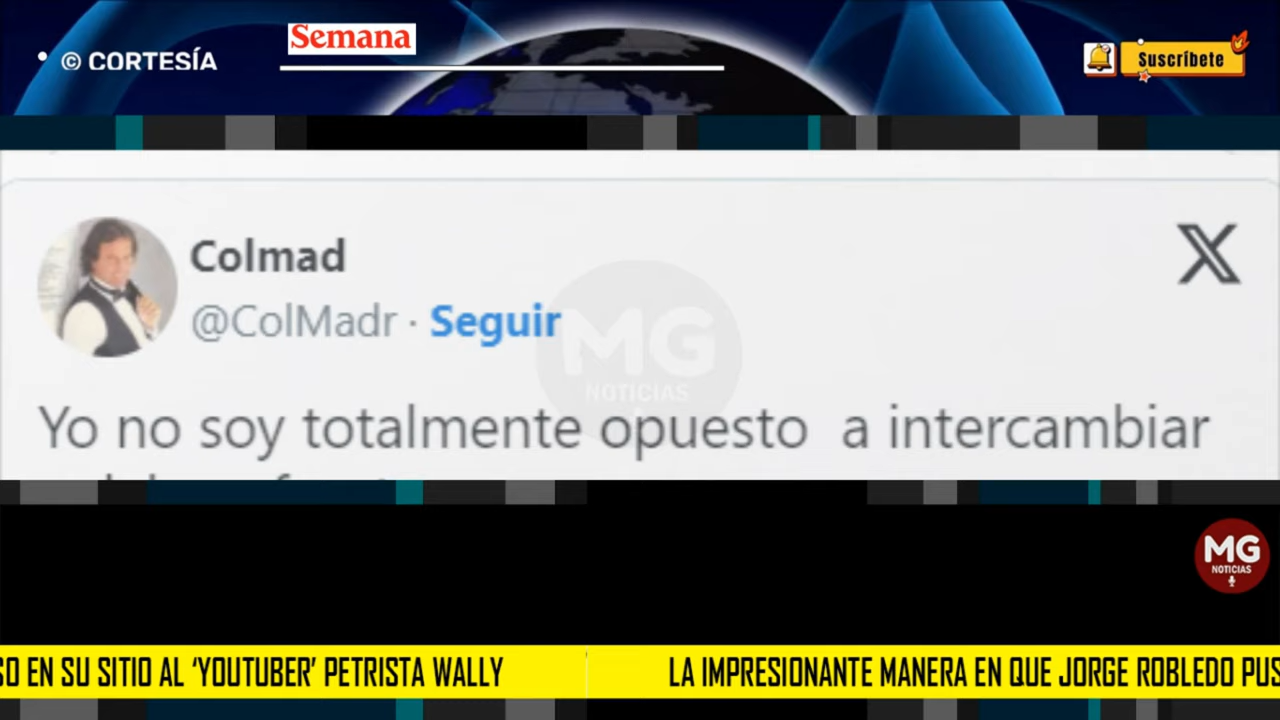 © CORTESÍA
Semana
Suscríbete
Colmad
X
@ColMadr · Seguir
MG
NOTICIAS
Yo no soy totalmente opuesto a intercambiar
MG
NOTICIAS
SO EN SU SITIO AL ‘YOUTUBER’ PETRISTA WALLY
LA IMPRESIONANTE MANERA EN QUE JORGE ROBLEDO PUS